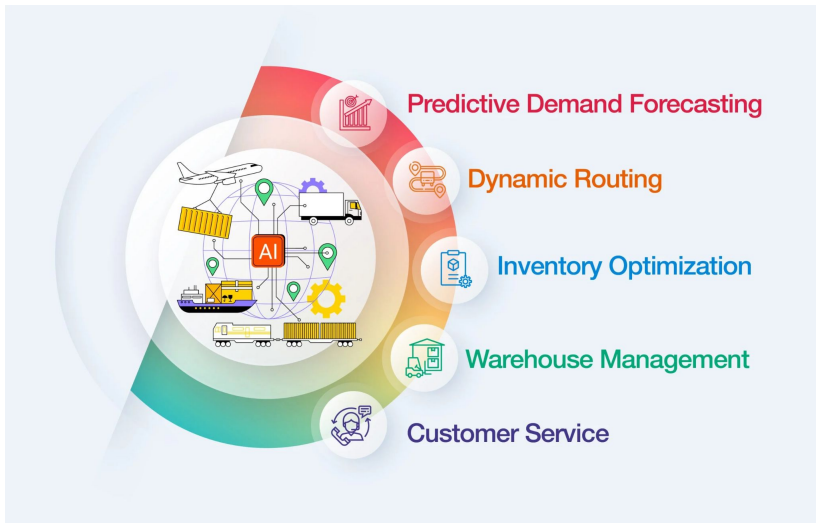 Predictive Demand Forecasting
Dynamic Routing
AI
Inventory Optimization
Warehouse Management
Customer Service